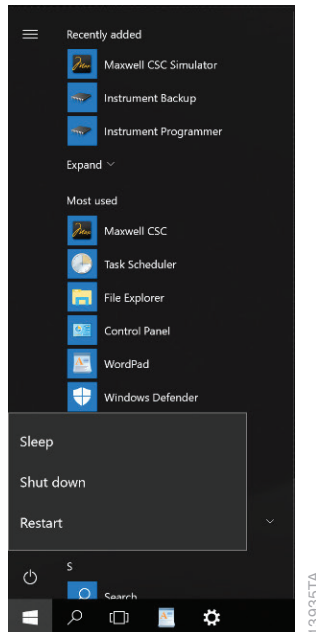 Recently added
Maxwell CSC Simulator
Instrument Backup
Instrument Programmer
Expand
Most used
Maxwell CSC
Task Scheduler
File Explorer
Control Panel
WordPad
Windows Defender
Sleep
Shut down
Restart
S
Search